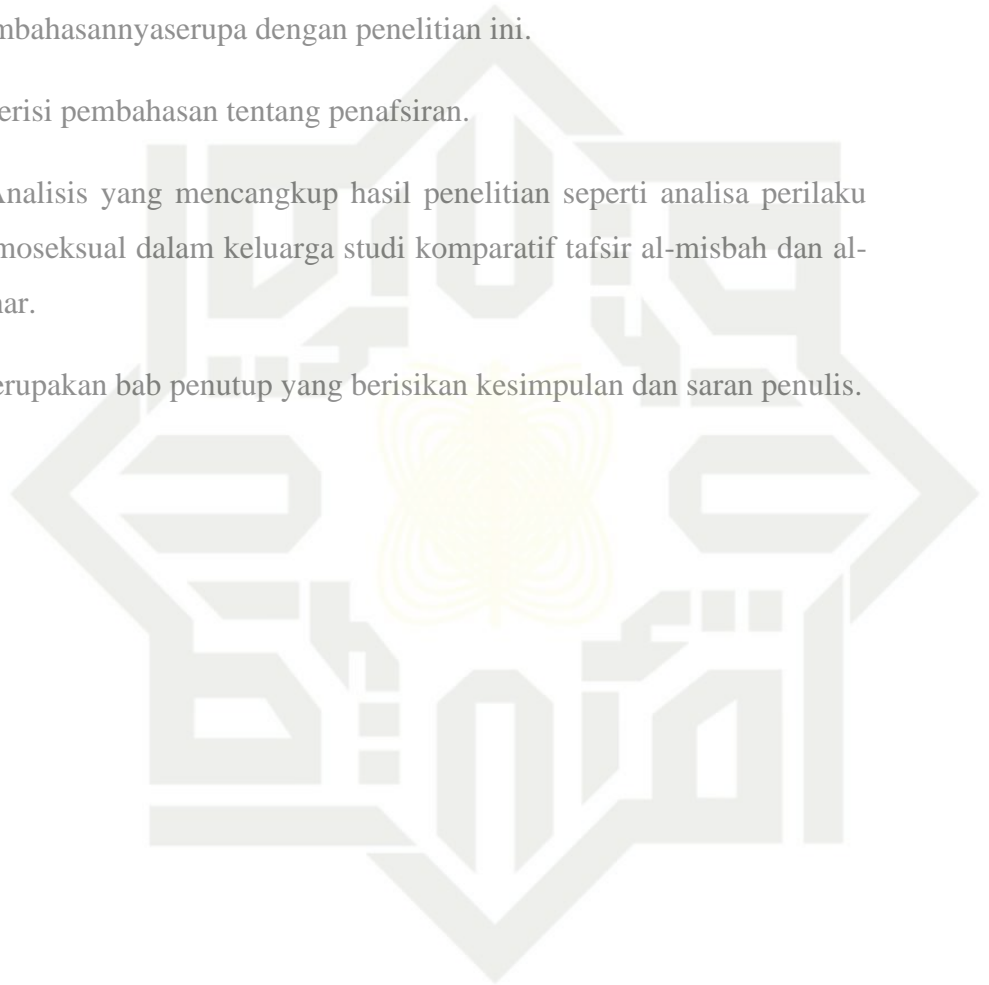 mbahasannyaserupa dengan penelitian ini.
erisi pembahasan tentang penafsiran.
Analisis yang mencangkup hasil penelitian seperti analisa perilaku
moseksual dalam keluarga studi komparatif tafsir al-misbah dan al-
nar.
erupakan bab penutup yang berisikan kesimpulan dan saran penulis.